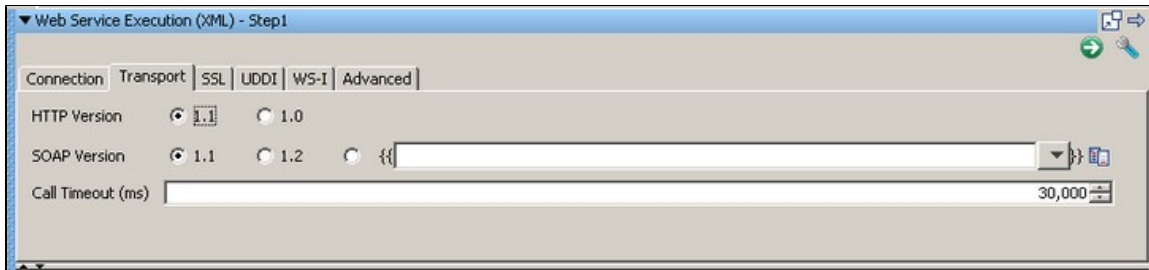 Web Service Execution (XML) - Step1
Connection Transport SSL UDDI WS-I Advanced
HTTP Version 1.1 1.0
SOAP Version 1.1 1.2 {{ }}
Call Timeout (ms) 30,000